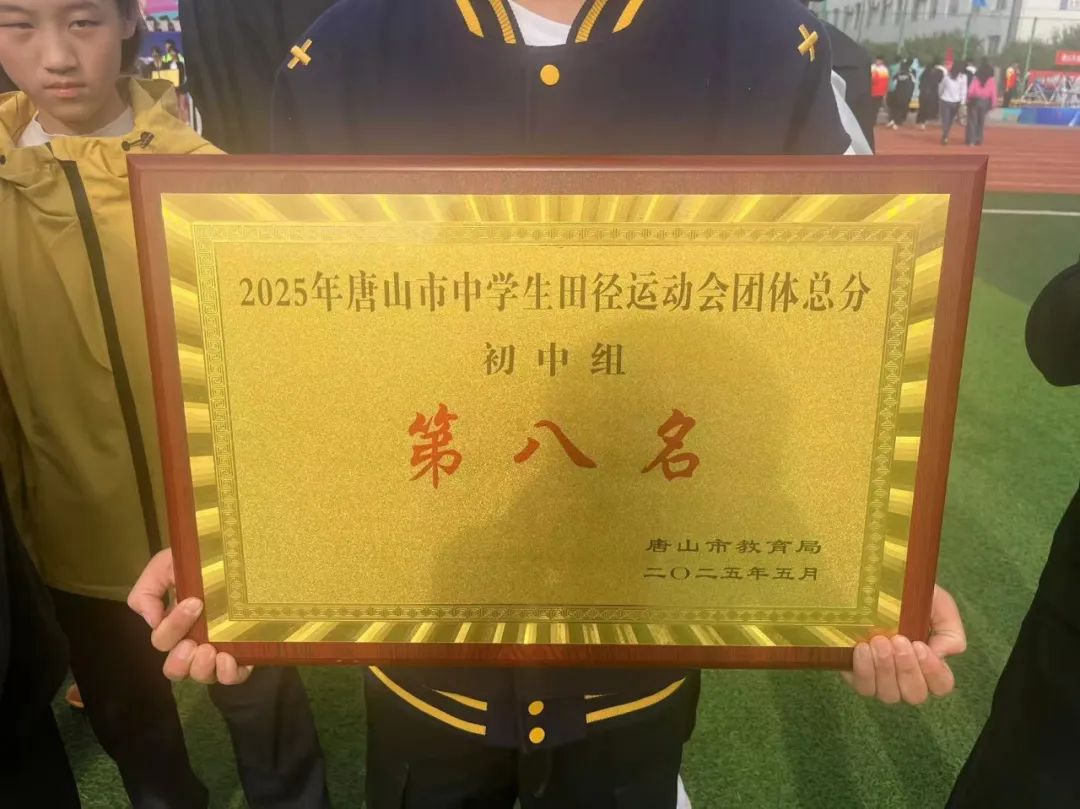 2025年唐山市中学生田径运动会团体总分
初中组
第八名
唐山市教育局
二〇二五年五月